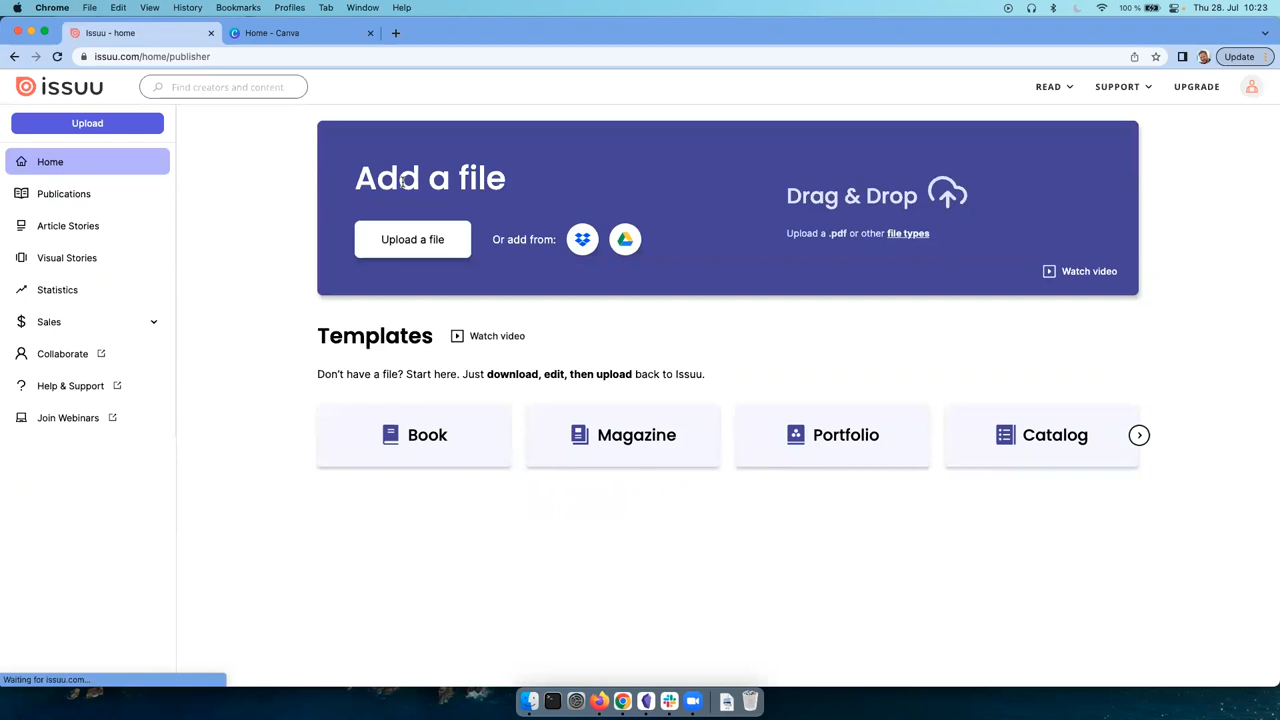 Chrome File Edit View History Bookmarks Profiles Tab Window Help 100 % Thu 28. Jul 10:23
Issuu - home Home - Canva
issuu.com/home/publisher Update
issuu Find creators and content READ SUPPORT UPGRADE
Upload
Home
Publications
Article Stories
Visual Stories
Statistics
Sales
Collaborate
Help & Support
Join Webinars
Add a file
Upload a file Or add from:
Drag & Drop
Upload a .pdf or other file types
Watch video
Templates Watch video
Don't have a file? Start here. Just download, edit, then upload back to Issuu.
Book Magazine Portfolio Catalog
Waiting for issuu.com...